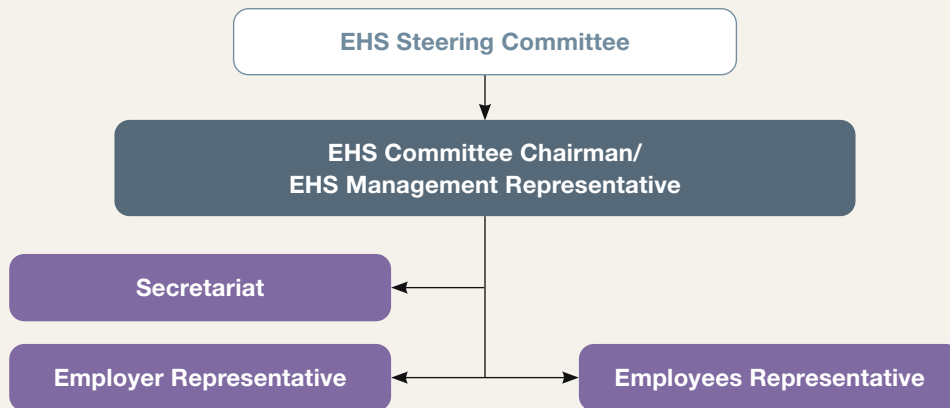 EHS Steering Committee
EHS Committee Chairman/
EHS Management Representative
Secretariat
Employer Representative
Employees Representative